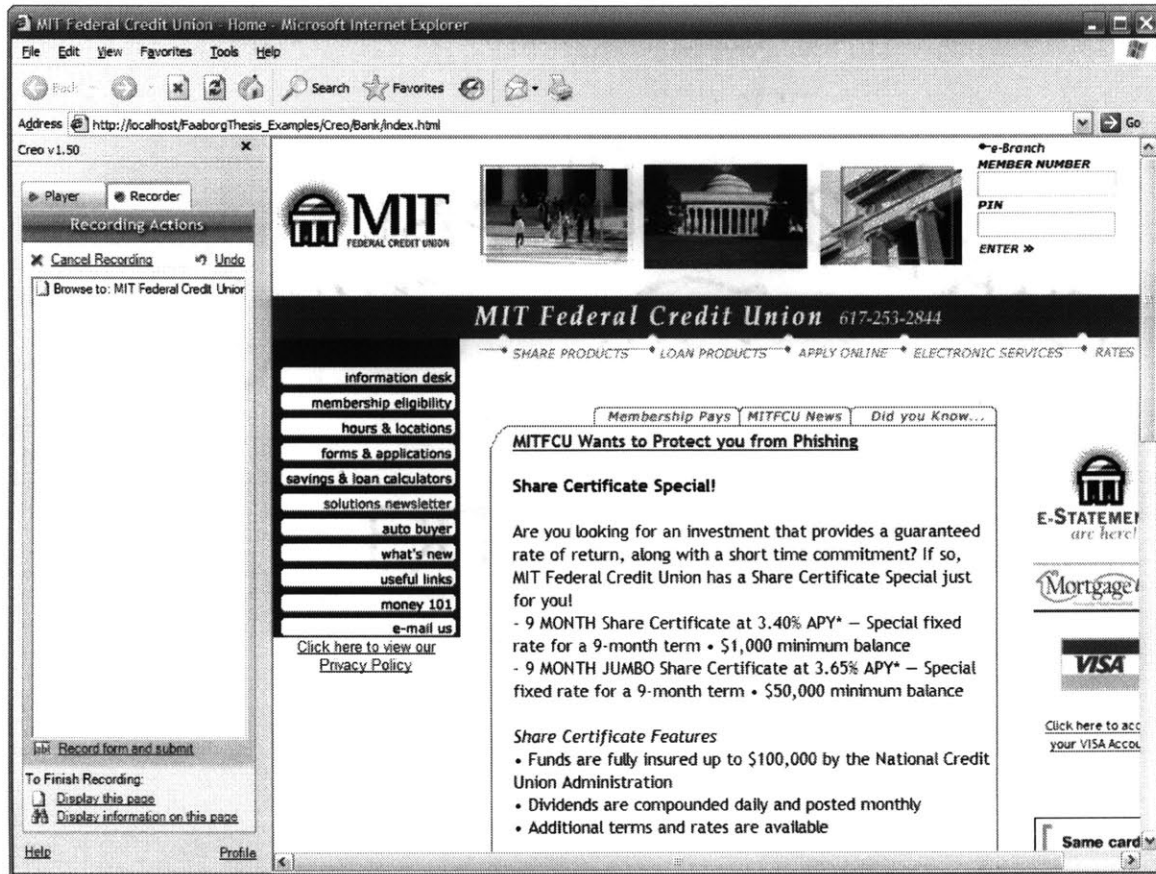 MIT Federal Credit Union - Home - Microsoft Internet Explorer
File Edit View Favorites Tools Help
Back Search Favorites
Address http://localhost/FaaborgThesis_Examples/Creo/Bank/index.html Go
Creo v1.50
Player Recorder
Recording Actions
Cancel Recording Undo
Browse to: MIT Federal Credit Union
Record form and submit
To Finish Recording:
Display this page
Display information on this page
Help Profile
MIT
FEDERAL CREDIT UNION
e-Branch
MEMBER NUMBER
PIN
ENTER »
MIT Federal Credit Union 617-253-2844
SHARE PRODUCTS LOAN PRODUCTS APPLY ONLINE ELECTRONIC SERVICES RATES
information desk
membership eligibility
hours & locations
forms & applications
savings & loan calculators
solutions newsletter
auto buyer
what's new
useful links
money 101
e-mail us
Click here to view our
Privacy Policy
Membership Pays MITFCU News Did you Know...
MITFCU Wants to Protect you from Phishing
Share Certificate Special!
Are you looking for an investment that provides a guaranteed
rate of return, along with a short time commitment? If so,
MIT Federal Credit Union has a Share Certificate Special just
for you!
- 9 MONTH Share Certificate at 3.40% APY* — Special fixed
rate for a 9-month term • $1,000 minimum balance
- 9 MONTH JUMBO Share Certificate at 3.65% APY* — Special
fixed rate for a 9-month term • $50,000 minimum balance
Share Certificate Features
• Funds are fully insured up to $100,000 by the National Credit
Union Administration
• Dividends are compounded daily and posted monthly
• Additional terms and rates are available
E-STATEMEN
are here!
Mortgage
VISA
Click here to acc
your VISA Accou
Same card